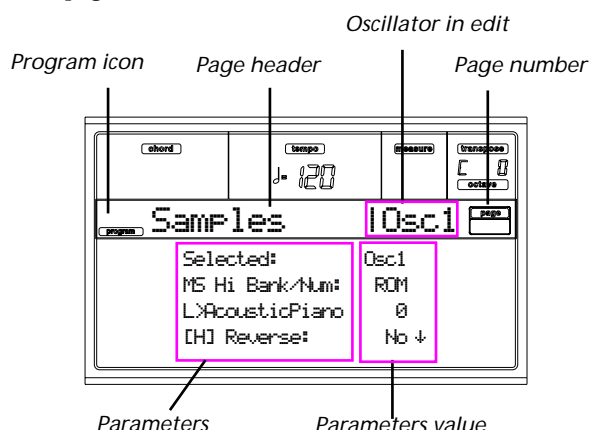 Oscillator in edit
Program icon Page header Page number
chord tempo measure transpose
♩= 120 C 0
octave
program Samples |Osc1 page
Selected: Osc1
MS Hi Bank/Num: ROM
L>AcousticPiano 0
[H] Reverse: No ↓
Parameters Parameters value